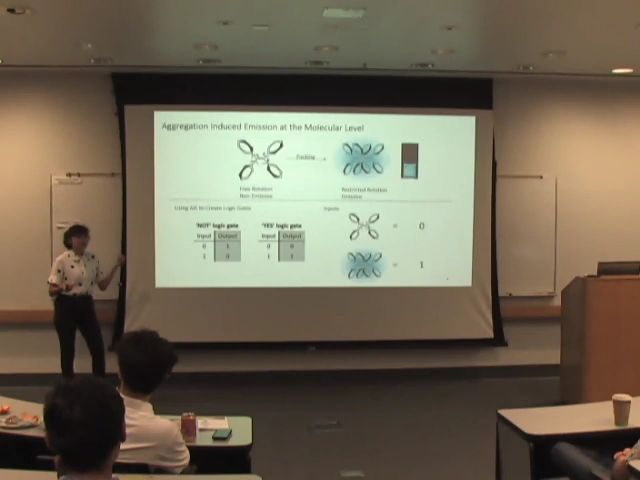 Aggregation Induced Emission at the Molecular Level
Packing
Free Rotation
Non-Emissive
Restricted Rotation
Emissive
Using AIE to Create Logic Gates
Inputs
'NOT' logic gate
Input Output
0 1
1 0
'YES' logic gate
Input Output
0 0
1 1
= 0
= 1